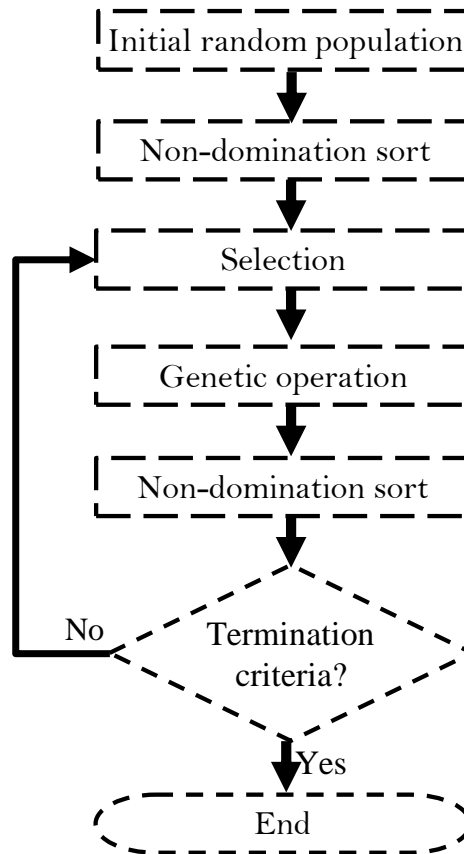 Initial random population
Non-domination sort
Selection
Genetic operation
Non-domination sort
No
Termination
criteria?
Yes
End